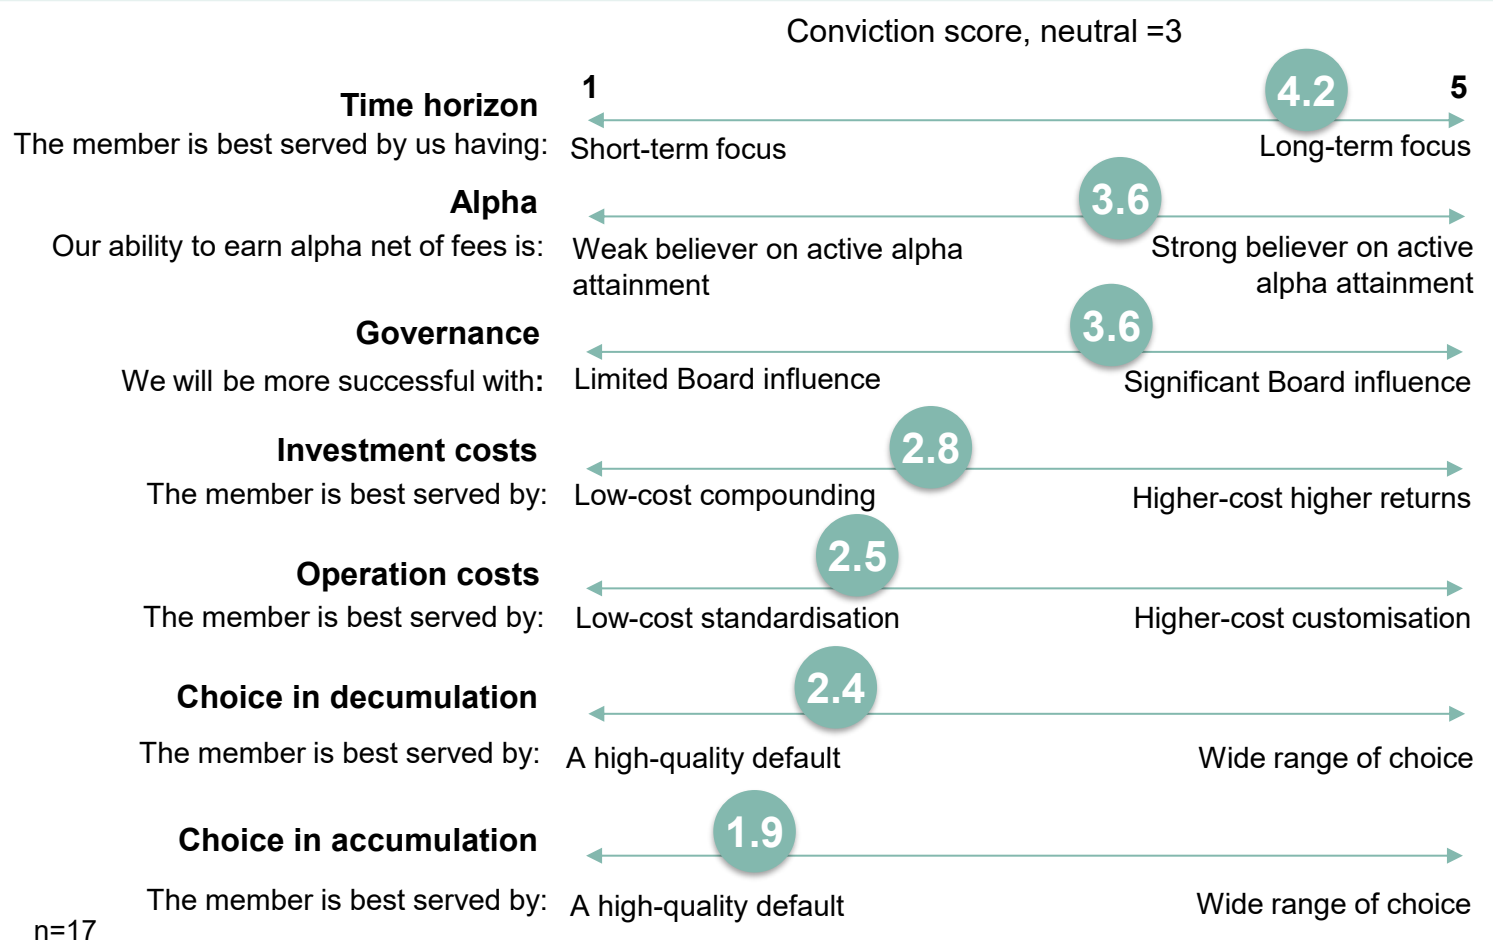 Conviction score, neutral =3
1
4.2
5
Time horizon
The member is best served by us having:
Short-term focus
Long-term focus
Alpha
3.6
Our ability to earn alpha net of fees is:
Weak believer on active alpha
attainment
Strong believer on active
alpha attainment
Governance
3.6
We will be more successful with:
Limited Board influence
Significant Board influence
Investment costs
2.8
The member is best served by:
Low-cost compounding
Higher-cost higher returns
Operation costs
2.5
The member is best served by:
Low-cost standardisation
Higher-cost customisation
Choice in decumulation
2.4
The member is best served by:
A high-quality default
Wide range of choice
Choice in accumulation
1.9
The member is best served by:
A high-quality default
Wide range of choice
n=17